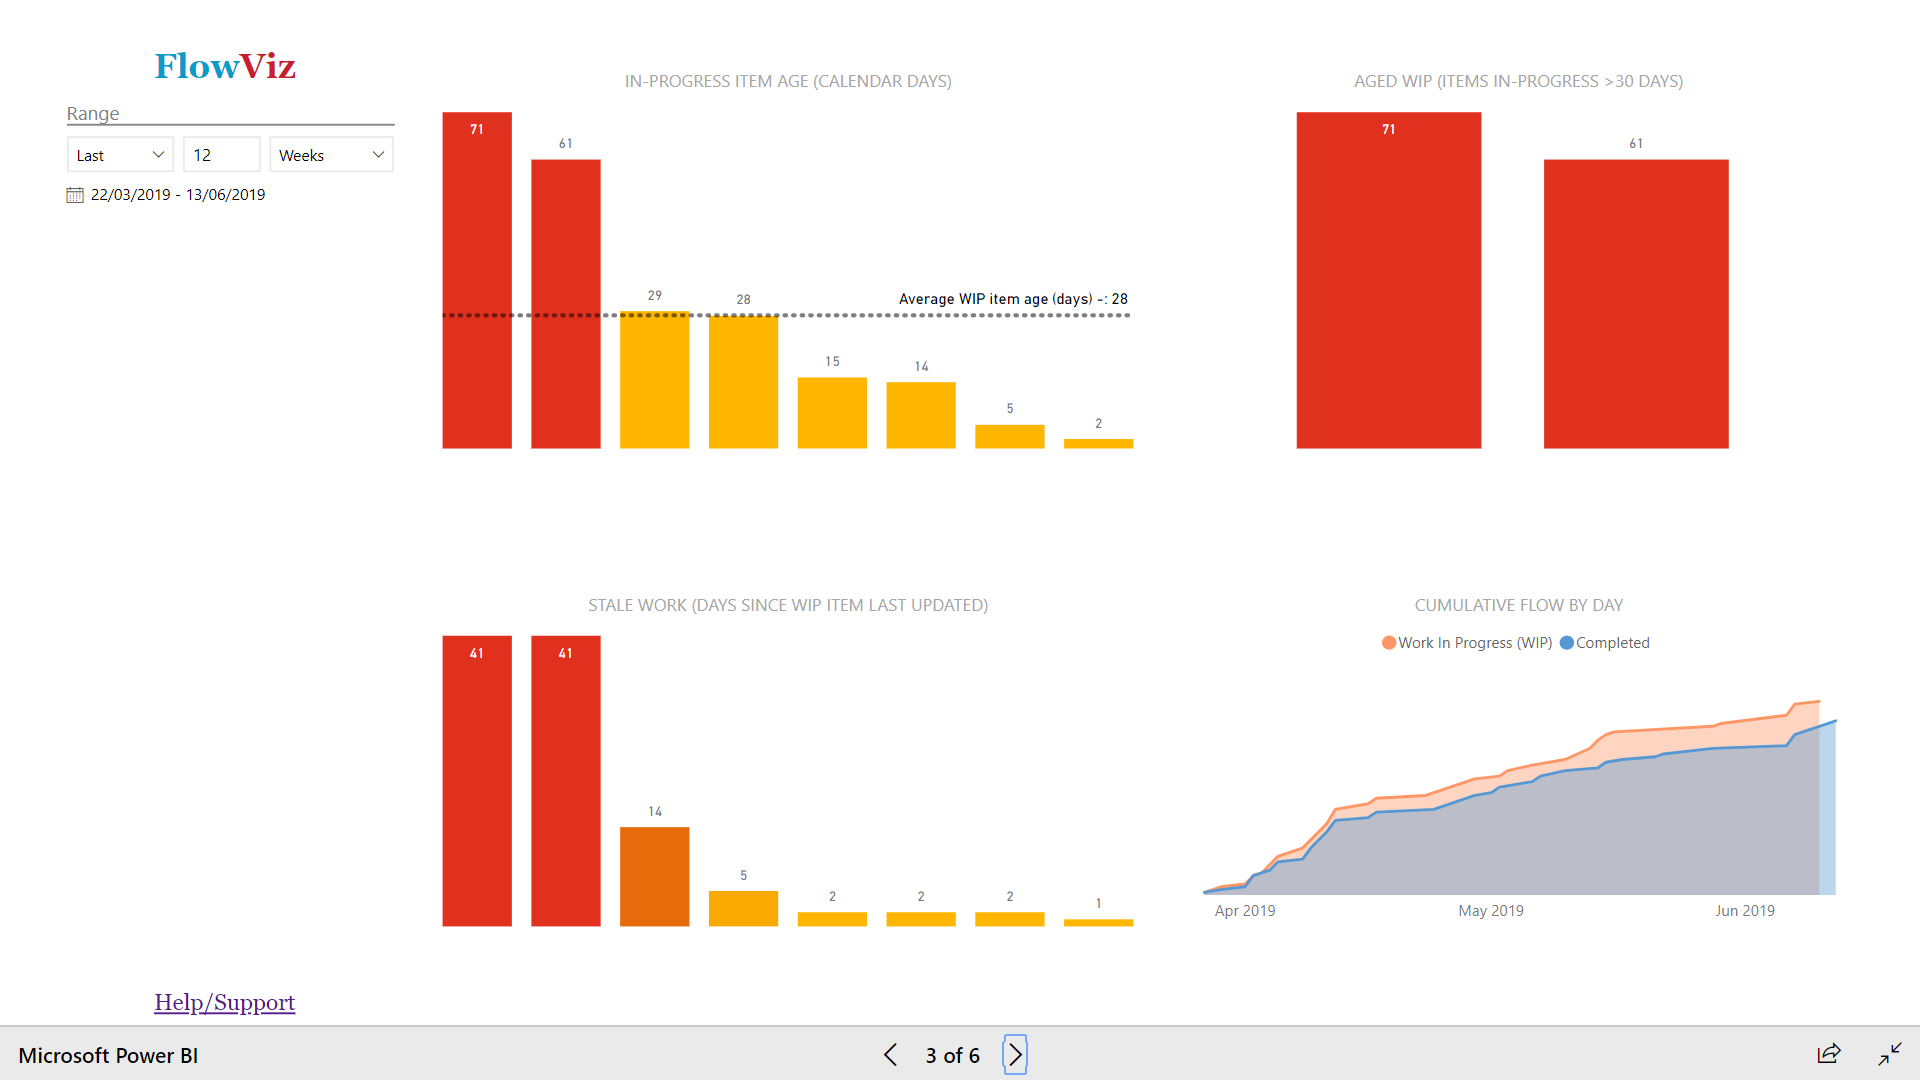 FlowViz
Range
Last 12 Weeks
22/03/2019 - 13/06/2019
IN-PROGRESS ITEM AGE (CALENDAR DAYS)
71
61
29
28
Average WIP item age (days) -: 28
15
14
5
2
AGED WIP (ITEMS IN-PROGRESS >30 DAYS)
71
61
STALE WORK (DAYS SINCE WIP ITEM LAST UPDATED)
41
41
14
5
2
2
2
1
CUMULATIVE FLOW BY DAY
Work In Progress (WIP) Completed
Apr 2019
May 2019
Jun 2019
Help/Support
Microsoft Power BI
3 of 6